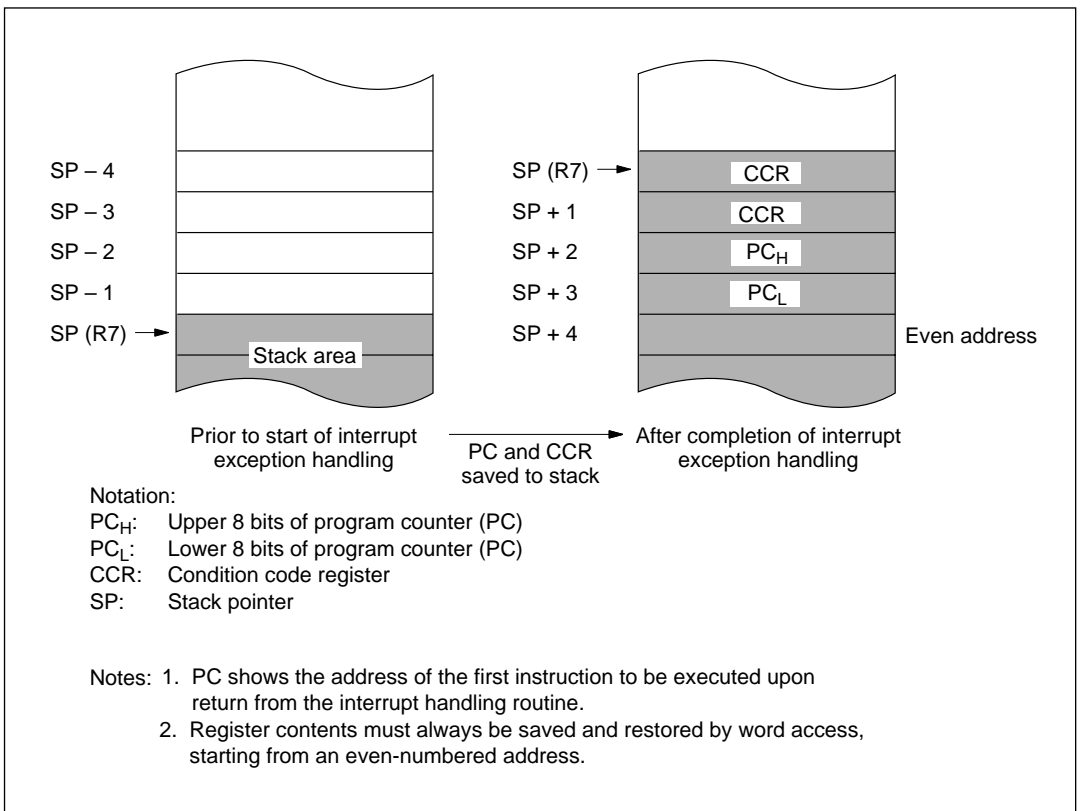 SP – 4
SP – 3
SP – 2
SP – 1
SP (R7)
Stack area
SP (R7)
CCR
SP + 1
CCR
SP + 2
PCH
SP + 3
PCL
SP + 4
Even address
Prior to start of interrupt
exception handling
PC and CCR
saved to stack
After completion of interrupt
exception handling
Notation:
PCH: Upper 8 bits of program counter (PC)
PCL: Lower 8 bits of program counter (PC)
CCR: Condition code register
SP: Stack pointer
Notes: 1. PC shows the address of the first instruction to be executed upon
return from the interrupt handling routine.
2. Register contents must always be saved and restored by word access,
starting from an even-numbered address.